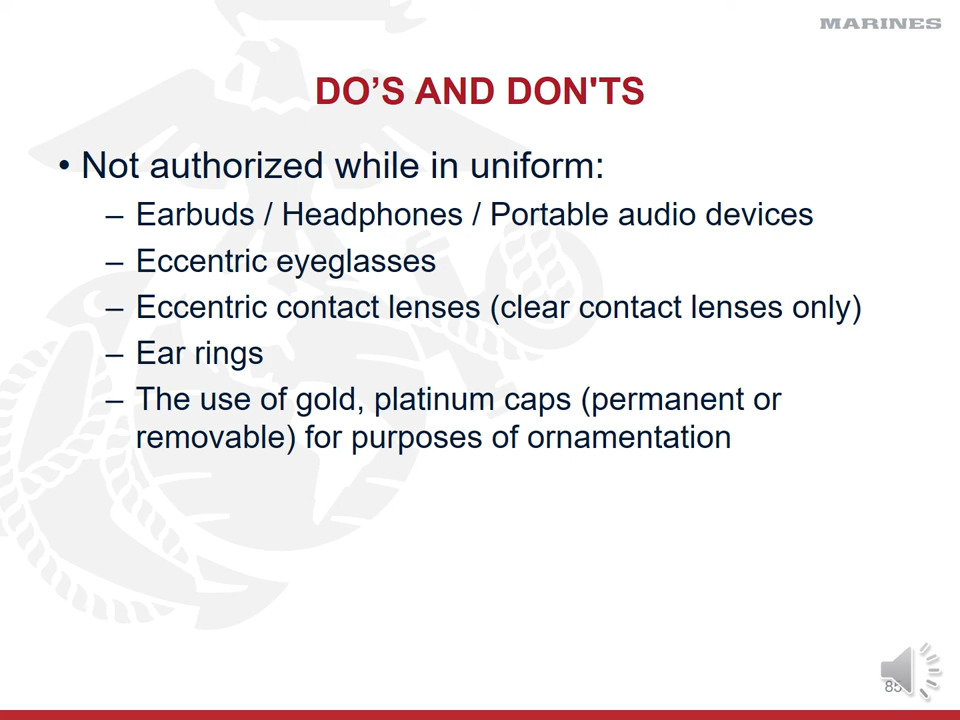 MARINES
DO’S AND DON'TS
• Not authorized while in uniform:
– Earbuds / Headphones / Portable audio devices
– Eccentric eyeglasses
– Eccentric contact lenses (clear contact lenses only)
– Ear rings
– The use of gold, platinum caps (permanent or
removable) for purposes of ornamentation